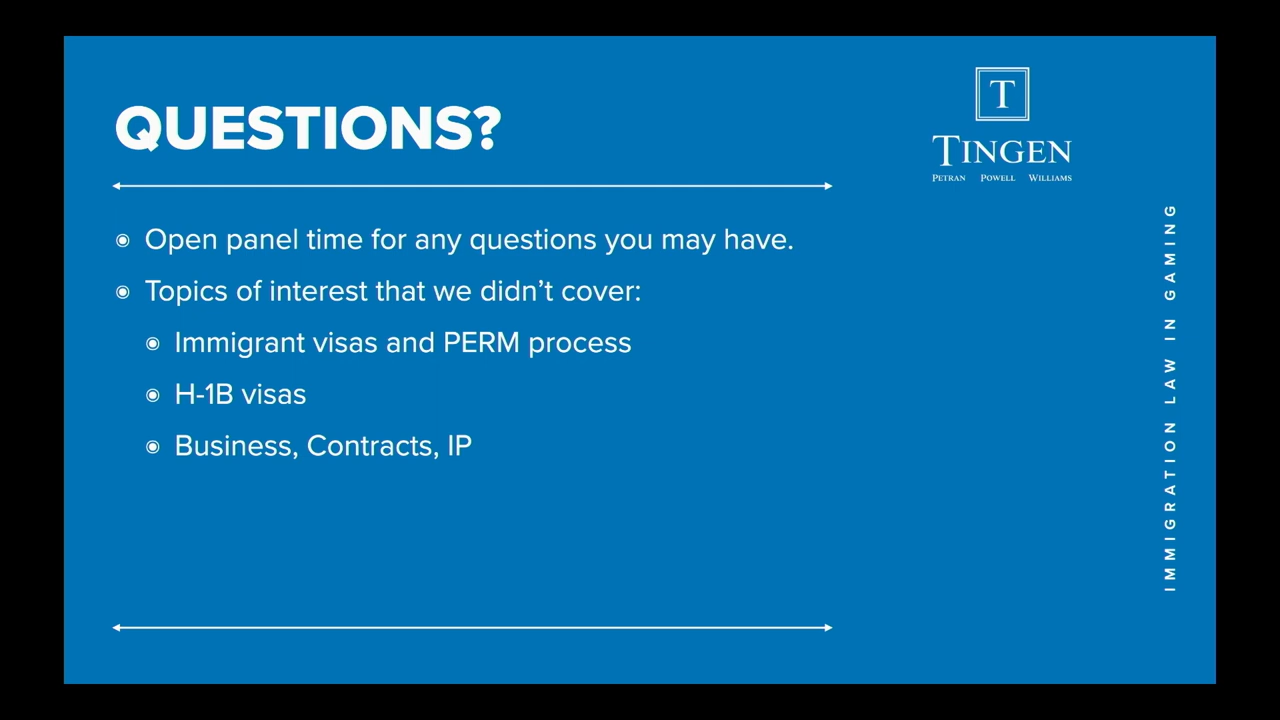 QUESTIONS?
T
TINGEN
PETRAN POWELL WILLIAMS
Open panel time for any questions you may have.
Topics of interest that we didn’t cover:
Immigrant visas and PERM process
H-1B visas
Business, Contracts, IP
IMMIGRATION LAW IN GAMING